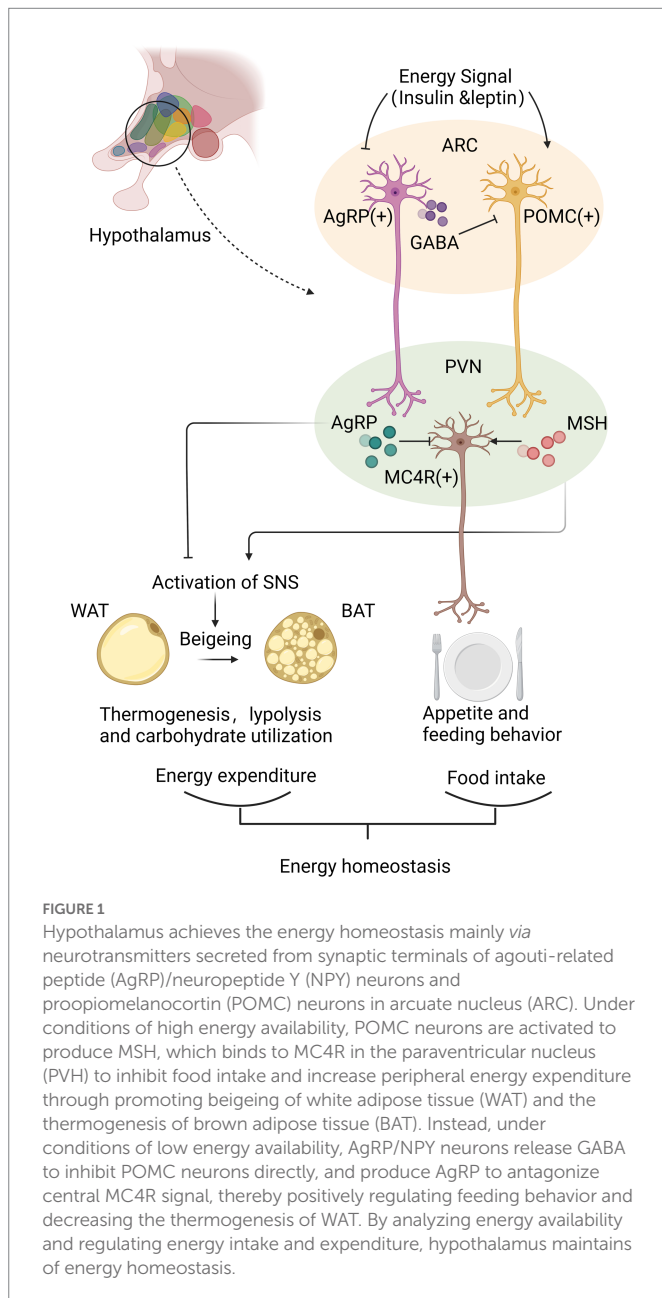 Energy Signal
(Insulin &leptin)
ARC
Hypothalamus
AgRP(+)
POMC(+)
GABA
PVN
AgRP
MSH
MC4R(+)
Activation of SNS
WAT
BAT
Beigeing
Thermogenesis, lypolysis
and carbohydrate utilization
Appetite and
feeding behavior
Energy expenditure
Food intake
Energy homeostasis
FIGURE 1
Hypothalamus achieves the energy homeostasis mainly via
neurotransmitters secreted from synaptic terminals of agouti-related
peptide (AgRP)/neuropeptide Y (NPY) neurons and
proopiomelanocortin (POMC) neurons in arcuate nucleus (ARC). Under
conditions of high energy availability, POMC neurons are activated to
produce MSH, which binds to MC4R in the paraventricular nucleus
(PVH) to inhibit food intake and increase peripheral energy expenditure
through promoting beigeing of white adipose tissue (WAT) and the
thermogenesis of brown adipose tissue (BAT). Instead, under
conditions of low energy availability, AgRP/NPY neurons release GABA
to inhibit POMC neurons directly, and produce AgRP to antagonize
central MC4R signal, thereby positively regulating feeding behavior and
decreasing the thermogenesis of WAT. By analyzing energy availability
and regulating energy intake and expenditure, hypothalamus maintains
of energy homeostasis.